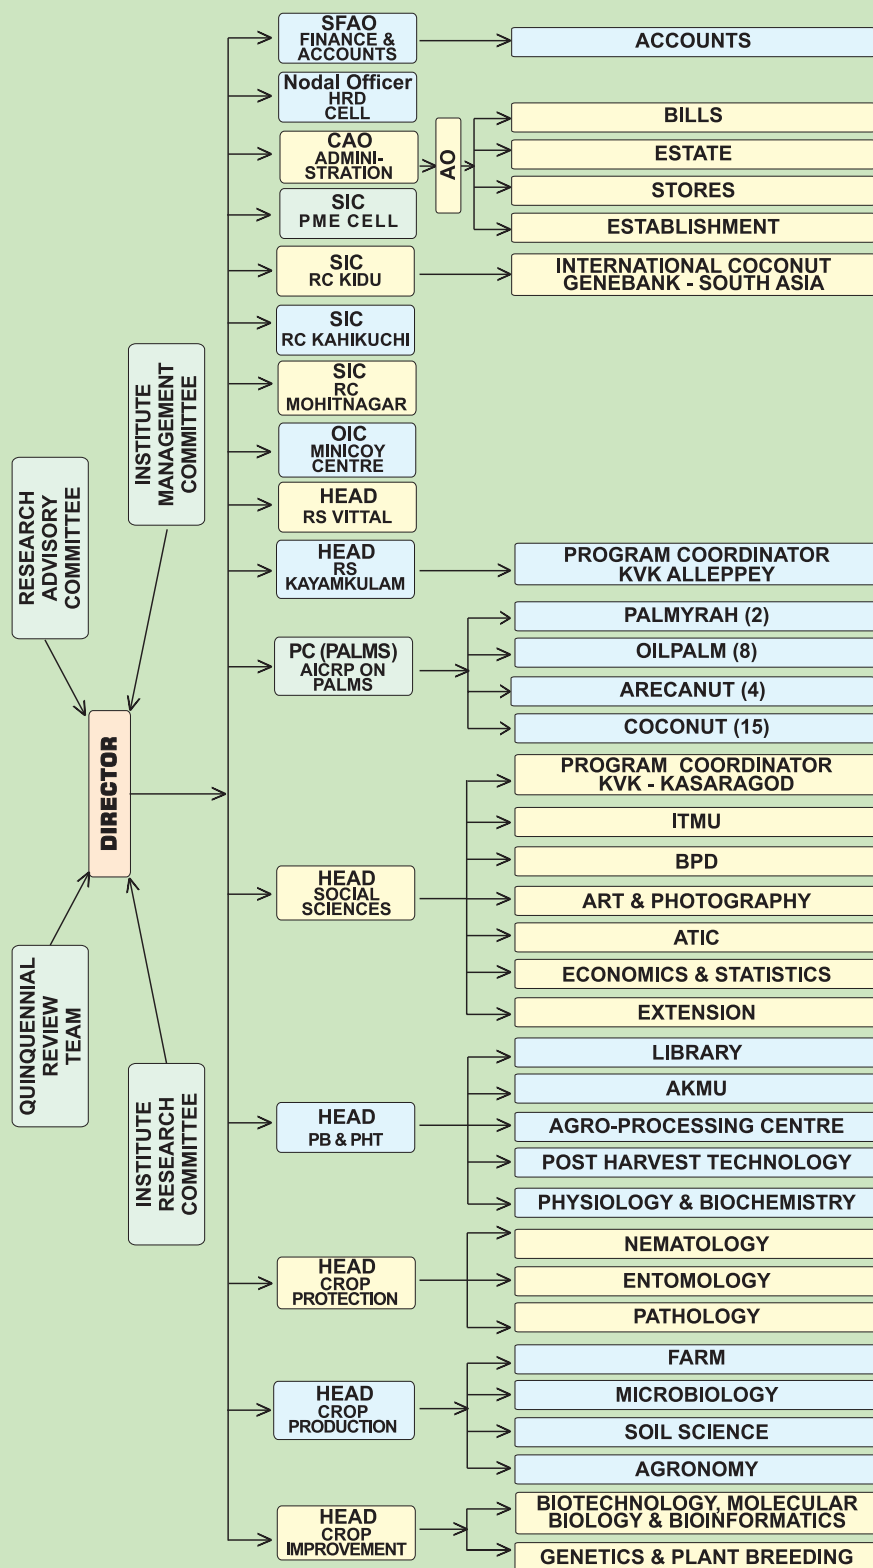 SFAO
FINANCE &
ACCOUNTS
ACCOUNTS
Nodal Officer
HRD
CELL
CAO
ADMINI-
STRATION
AO
BILLS
ESTATE
STORES
ESTABLISHMENT
SIC
PME CELL
SIC
RC KIDU
INTERNATIONAL COCONUT
GENEBANK - SOUTH ASIA
SIC
RC KAHIKUCHI
SIC
RC
MOHITNAGAR
OIC
MINICOY
CENTRE
HEAD
RS VITTAL
HEAD
RS
KAYAMKULAM
PROGRAM COORDINATOR
KVK ALLEPPEY
PC (PALMS)
AICRP ON
PALMS
PALMYRAH (2)
OILPALM (8)
ARECANUT (4)
COCONUT (15)
INSTITUTE
MANAGEMENT
COMMITTEE
RESEARCH
ADVISORY
COMMITTEE
DIRECTOR
QUINQUENNIAL
REVIEW
TEAM
INSTITUTE
RESEARCH
COMMITTEE
HEAD
SOCIAL
SCIENCES
PROGRAM COORDINATOR
KVK - KASARAGOD
ITMU
BPD
ART & PHOTOGRAPHY
ATIC
ECONOMICS & STATISTICS
EXTENSION
HEAD
PB & PHT
LIBRARY
AKMU
AGRO-PROCESSING CENTRE
POST HARVEST TECHNOLOGY
PHYSIOLOGY & BIOCHEMISTRY
HEAD
CROP
PROTECTION
NEMATOLOGY
ENTOMOLOGY
PATHOLOGY
HEAD
CROP
PRODUCTION
FARM
MICROBIOLOGY
SOIL SCIENCE
AGRONOMY
HEAD
CROP
IMPROVEMENT
BIOTECHNOLOGY, MOLECULAR
BIOLOGY & BIOINFORMATICS
GENETICS & PLANT BREEDING